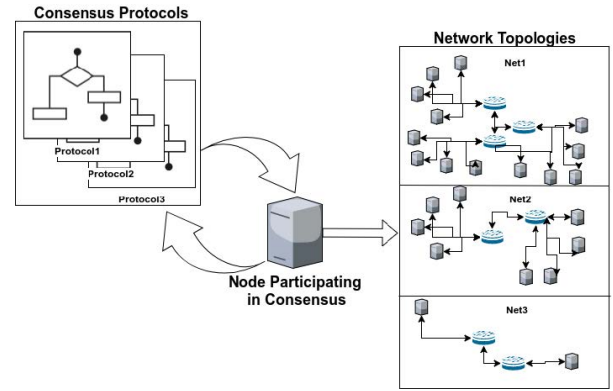 Consensus Protocols
Protocol1
Protocol2
Protocol3
Node Participating
in Consensus
Network Topologies
Net1
Net2
Net3